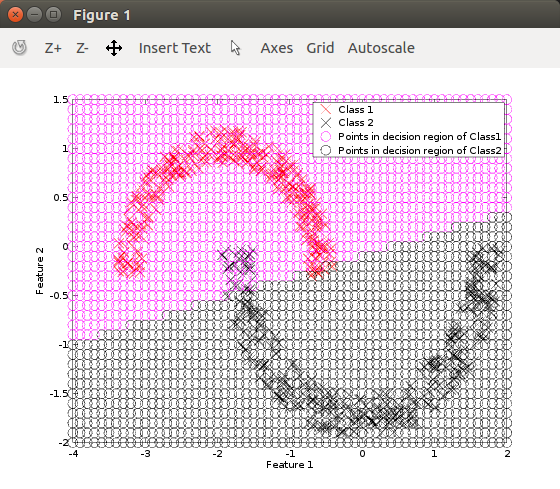 Figure 1
Z+ Z- Insert Text Axes Grid Autoscale
1.5
1
0.5
0
-0.5
-1
-1.5
-2
Feature 2
Class 1
Class 2
Points in decision region of Class1
Points in decision region of Class2
-4 -3 -2 -1 0 1 2
Feature 1